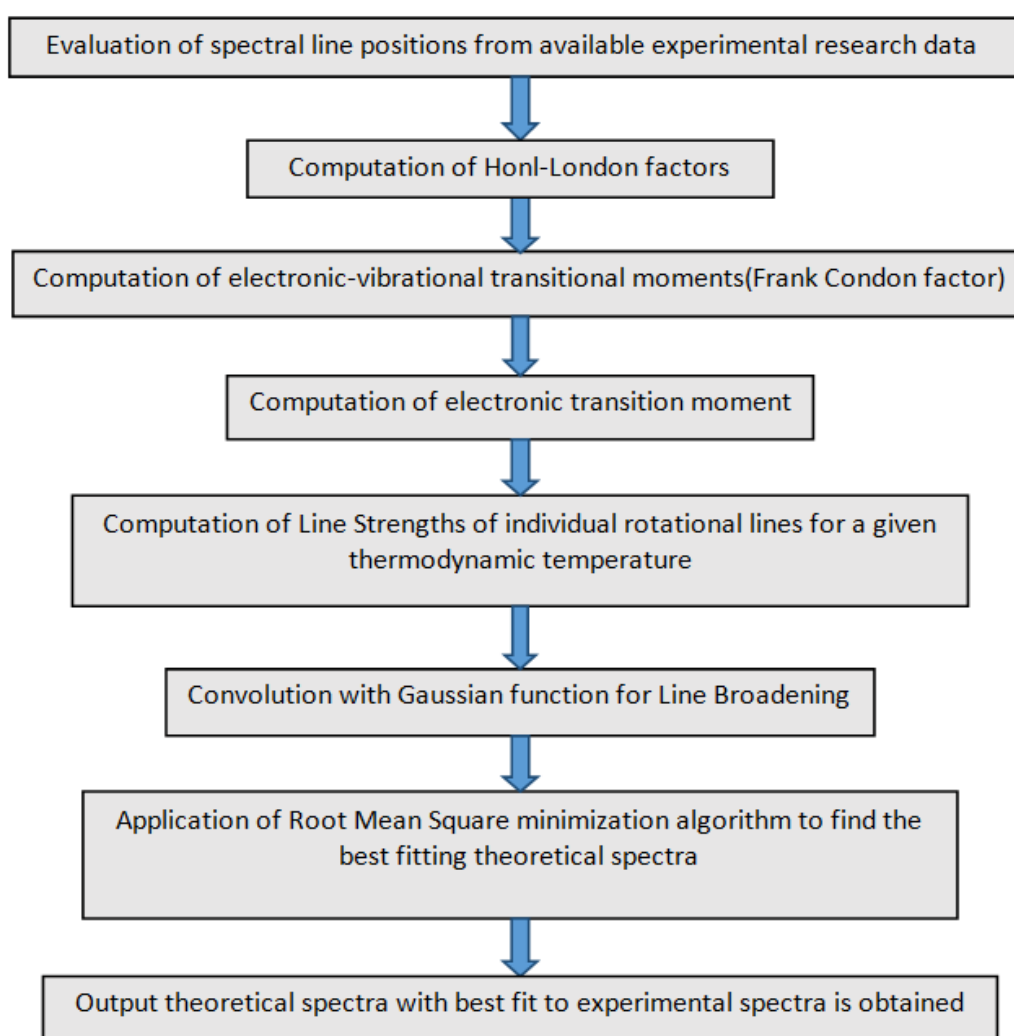 Evaluation of spectral line positions from available experimental research data
Computation of Honl-London factors
Computation of electronic-vibrational transitional moments(Frank Condon factor)
Computation of electronic transition moment
Computation of Line Strengths of individual rotational lines for a given
thermodynamic temperature
Convolution with Gaussian function for Line Broadening
Application of Root Mean Square minimization algorithm to find the
best fitting theoretical spectra
Output theoretical spectra with best fit to experimental spectra is obtained